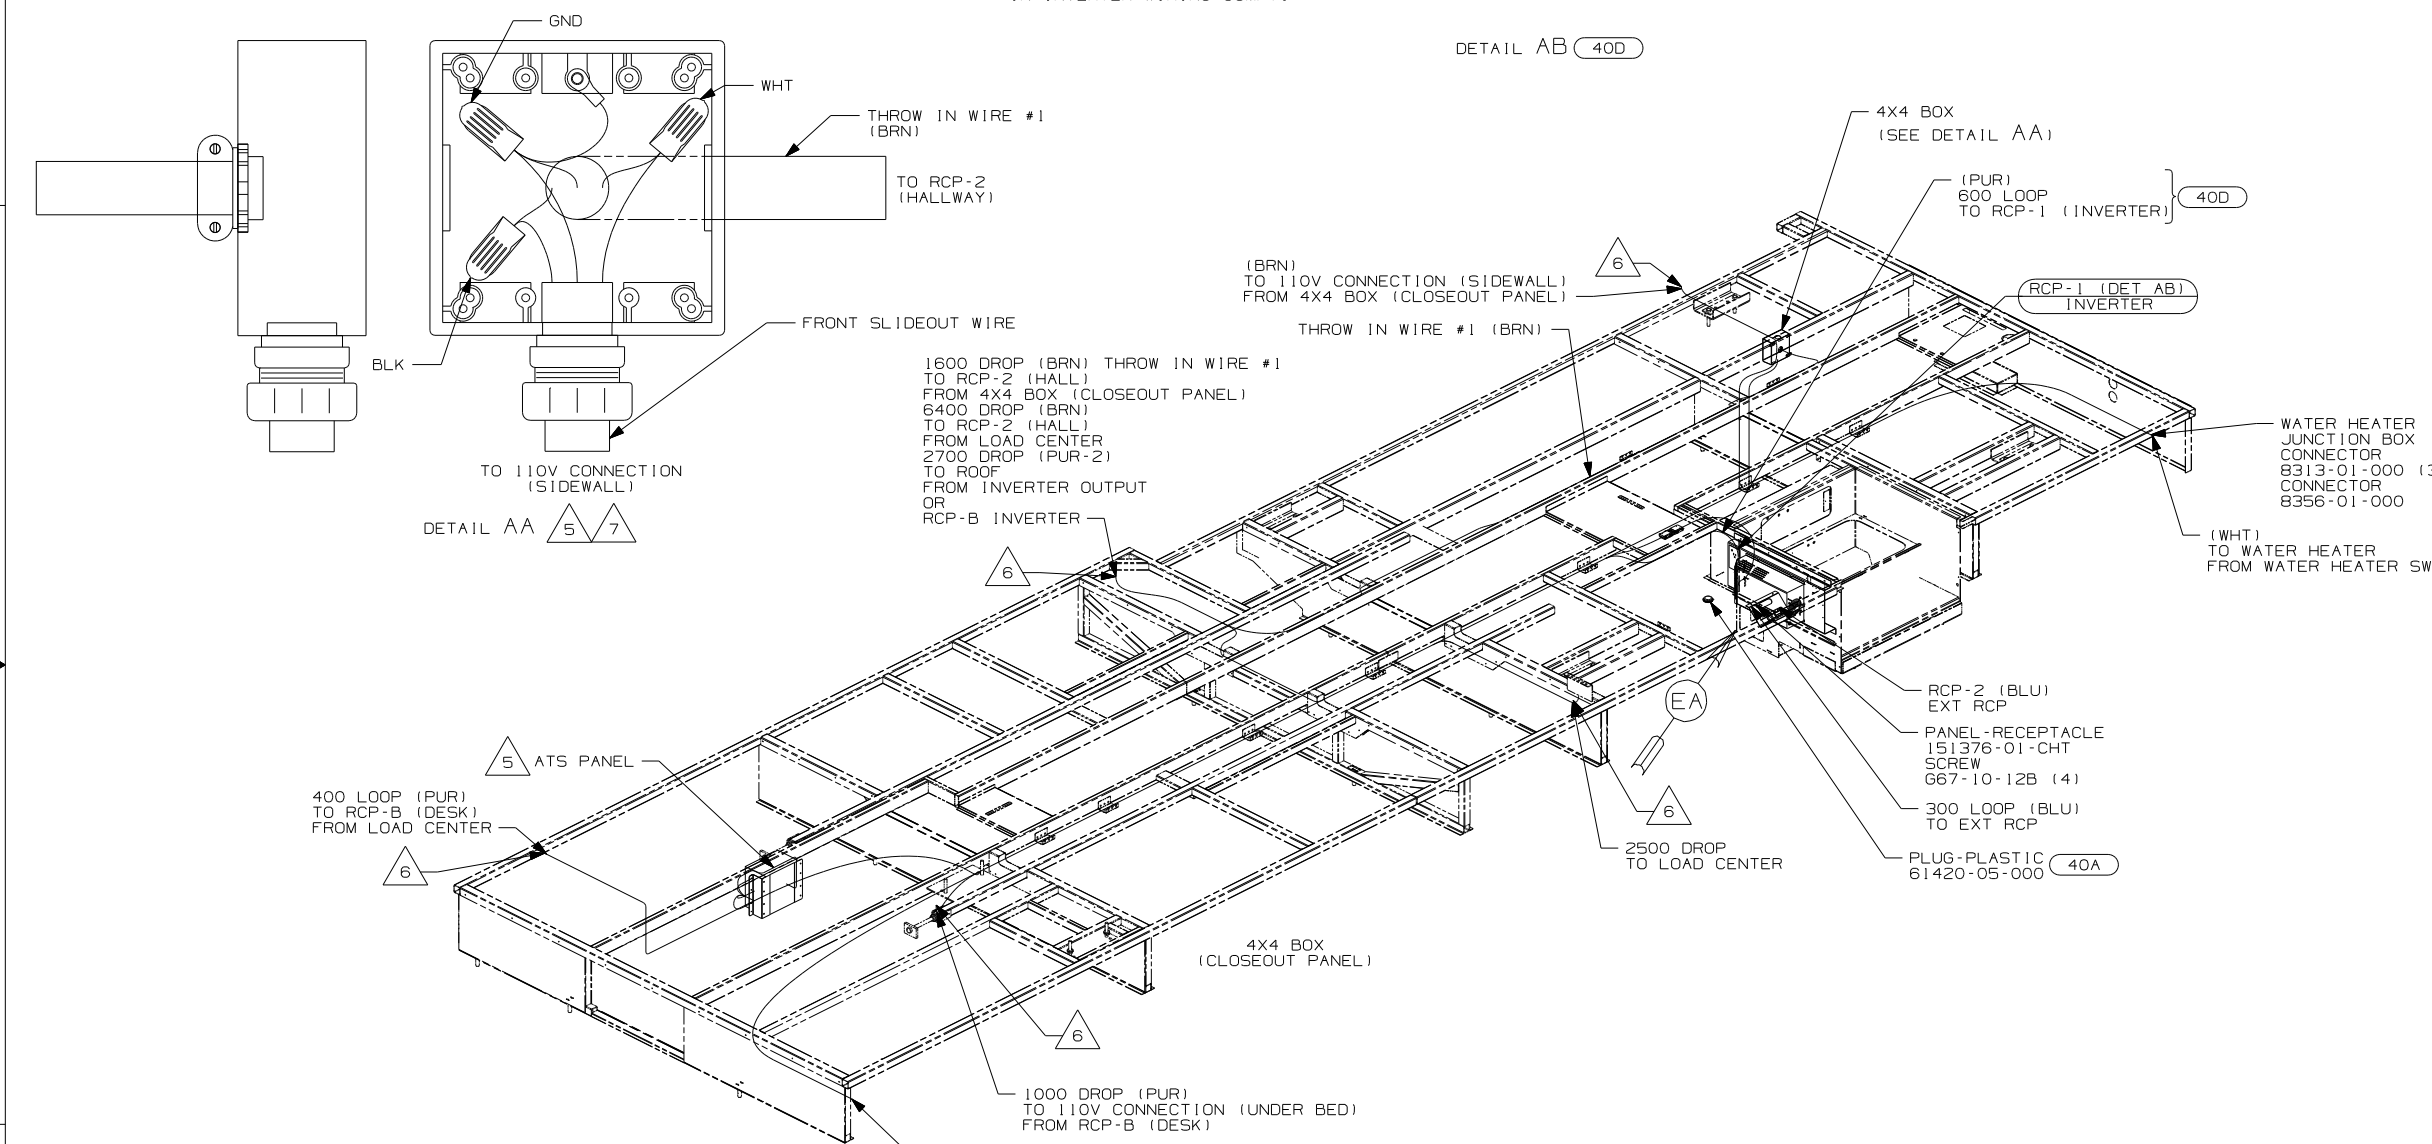 GND
WHT
THROW IN WIRE #1
(BRN)
TO RCP-2
(HALLWAY)
FRONT SLIDEOUT WIRE
BLK
TO 110V CONNECTION
(SIDEWALL)
DETAIL AA 5 7
DETAIL AB 40D
4X4 BOX
(SEE DETAIL AA)
(PUR)
600 LOOP
TO RCP-1 (INVERTER)
40D
6
(BRN)
TO 110V CONNECTION (SIDEWALL)
FROM 4X4 BOX (CLOSEOUT PANEL)
THROW IN WIRE #1 (BRN)
RCP-1 (DET AB)
INVERTER
1600 DROP (BRN) THROW IN WIRE #1
TO RCP-2 (HALL)
FROM 4X4 BOX (CLOSEOUT PANEL)
6400 DROP (BRN)
TO RCP-2 (HALL)
FROM LOAD CENTER
2700 DROP (PUR-2)
TO ROOF
FROM INVERTER OUTPUT
OR
RCP-B INVERTER
6
WATER HEATER
JUNCTION BOX
CONNECTOR
8313-01-000
CONNECTOR
8356-01-000
(WHT)
TO WATER HEATER
FROM WATER HEATER SW
RCP-2 (BLU)
EXT RCP
PANEL-RECEPTACLE
151376-01-CHT
SCREW
G67-10-12B (4)
300 LOOP (BLU)
TO EXT RCP
PLUG-PLASTIC
61420-05-000
40A
EA
6
2500 DROP
TO LOAD CENTER
5 ATS PANEL
400 LOOP (PUR)
TO RCP-B (DESK)
FROM LOAD CENTER
6
4X4 BOX
(CLOSEOUT PANEL)
6
1000 DROP (PUR)
TO 110V CONNECTION (UNDER BED)
FROM RCP-B (DESK)